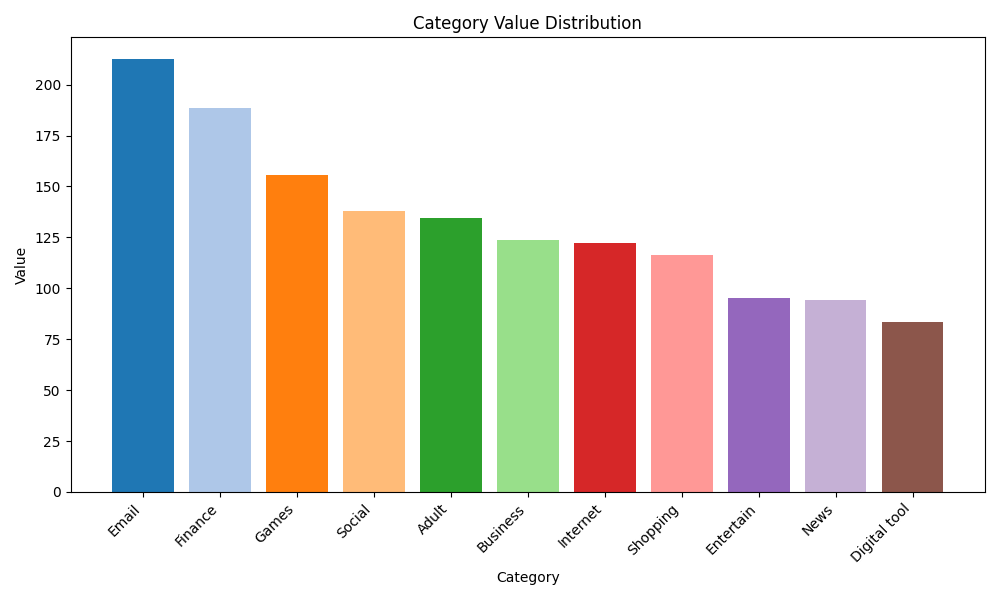 Category Value Distribution
Value
200
175
150
125
100
75
50
25
0
Email
Finance
Games
Social
Adult
Business
Internet
Shopping
Entertain
News
Digital tool
Category